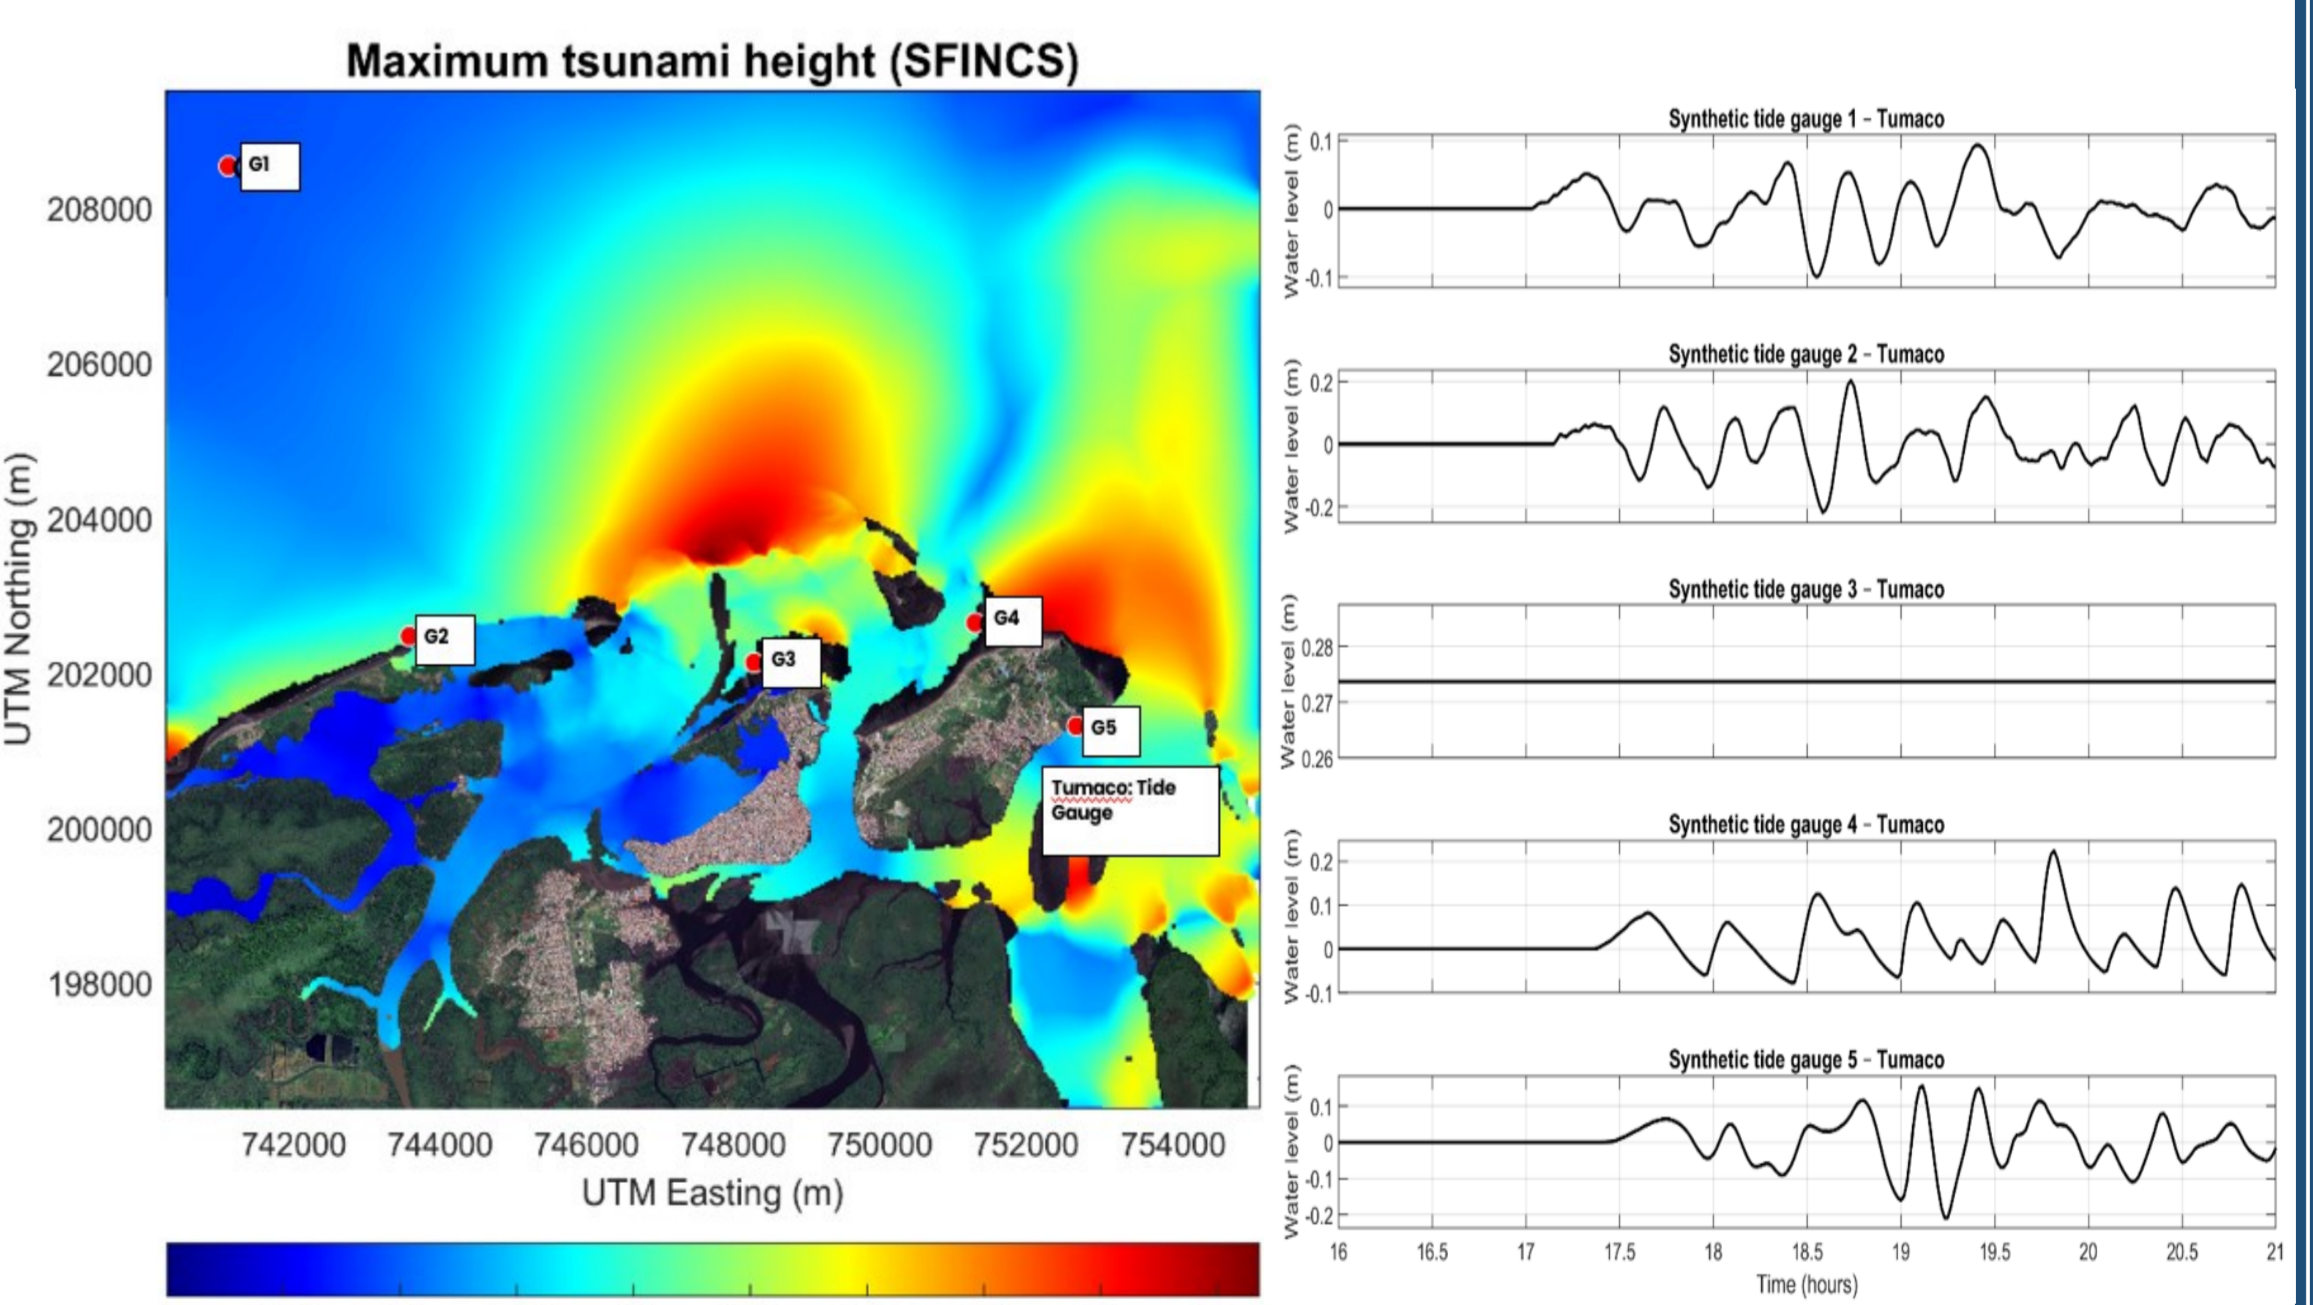 Maximum tsunami height (SFINCS)
G1
G2
G3
G4
G5
Tumaco: Tide
Gauge
UTM Northing (m)
208000
206000
204000
202000
200000
198000
742000 744000 746000 748000 750000 752000 754000
UTM Easting (m)
Synthetic tide gauge 1 – Tumaco
Water level (m)
0.1
0
-0.1
Synthetic tide gauge 2 – Tumaco
Water level (m)
0.2
0
-0.2
Synthetic tide gauge 3 – Tumaco
Water level (m)
0.28
0.27
0.26
Synthetic tide gauge 4 – Tumaco
Water level (m)
0.2
0.1
0
-0.1
Synthetic tide gauge 5 – Tumaco
Water level (m)
0.1
0
-0.1
-0.2
16 16.5 17 17.5 18 18.5 19 19.5 20 20.5 21
Time (hours)